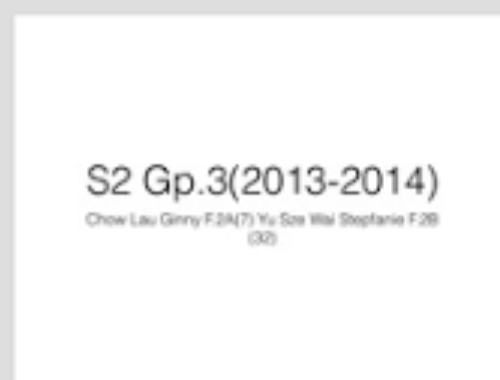 S2 Gp.3(2013-2014)
Chow Lau Ginny F.2A(7) Yu Sze Wai Stepfanie F.2B
(32)